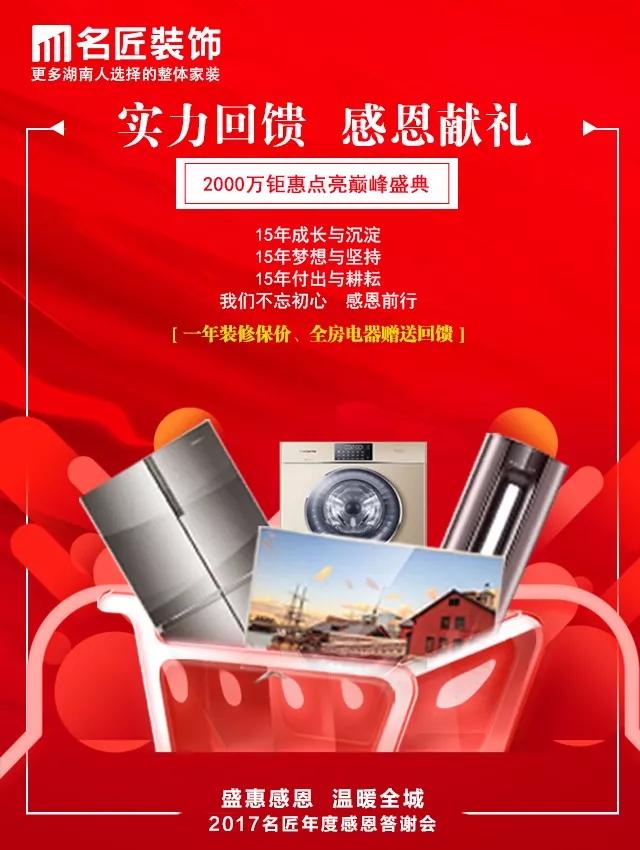 名匠装饰
更多湖南人选择的整体家装
实力回馈 感恩献礼
2000万钜惠点亮巅峰盛典
15年成长与沉淀
15年梦想与坚持
15年付出与耕耘
我们不忘初心 感恩前行
[ 一年装修保价、全房电器赠送回馈 ]
盛惠感恩 温暖全城
2017名匠年度感恩答谢会